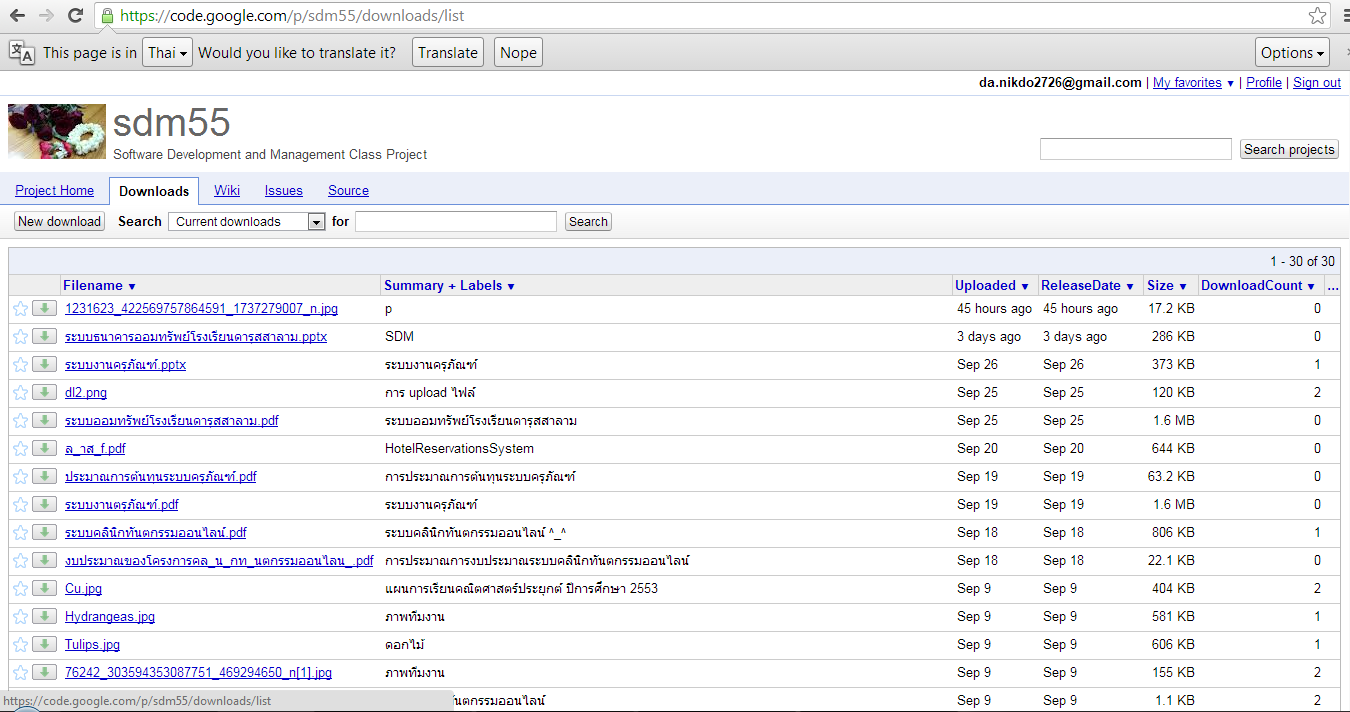 https://code.google.com/p/sdm55/downloads/list
This page is in Thai Would you like to translate it? Translate Nope Options
da.nikdo2726@gmail.com | My favorites ▼ | Profile | Sign out
sdm55
Software Development and Management Class Project
Search projects
Project Home Downloads Wiki Issues Source
New download Search Current downloads for Search
1 - 30 of 30
Filename ▼ Summary + Labels ▼ Uploaded ▼ ReleaseDate ▼ Size ▼ DownloadCount ▼ ...
1231623_422569757864591_1737279007_n.jpg p 45 hours ago 45 hours ago 17.2 KB 0
ระบบธนาคารออมทรัพย์โรงเรียนดารุสสาลาม.pptx SDM 3 days ago 3 days ago 286 KB 0
ระบบงานครุภัณฑ์.pptx ระบบงานครุภัณฑ์ Sep 26 Sep 26 373 KB 1
dl2.png การ upload ไฟล์ Sep 25 Sep 25 120 KB 2
ระบบออมทรัพย์โรงเรียนดารุสสาลาม.pdf ระบบออมทรัพย์โรงเรียนดารุสสาลาม Sep 25 Sep 25 1.6 MB 0
ล_าส_f.pdf HotelReservationsSystem Sep 20 Sep 20 644 KB 0
ประมาณการต้นทุนระบบครุภัณฑ์.pdf การประมาณการต้นทุนระบบครุภัณฑ์ Sep 19 Sep 19 63.2 KB 0
ระบบงานครุภัณฑ์.pdf ระบบงานครุภัณฑ์ Sep 19 Sep 19 1.6 MB 0
ระบบคลินิกทันตกรรมออนไลน์.pdf ระบบคลินิกทันตกรรมออนไลน์ ^_^ Sep 18 Sep 18 806 KB 1
งบประมาณของโครงการคล_น_กท_นตกรรมออนไลน_.pdf การประมาณการงบประมาณระบบคลินิกทันตกรรมออนไลน์ Sep 18 Sep 18 22.1 KB 0
Cu.jpg แผนการเรียนคณิตศาสตร์ประยุกต์ ปีการศึกษา 2553 Sep 9 Sep 9 404 KB 2
Hydrangeas.jpg ภาพทีมงาน Sep 9 Sep 9 581 KB 1
Tulips.jpg ดอกไม้ Sep 9 Sep 9 606 KB 1
76242_303594353087751_469294650_n[1].jpg ภาพทีมงาน Sep 9 Sep 9 155 KB 2
https://code.google.com/p/sdm55/downloads/list นตกรรมออนไลน์ Sep 9 Sep 9 1.1 KB 2